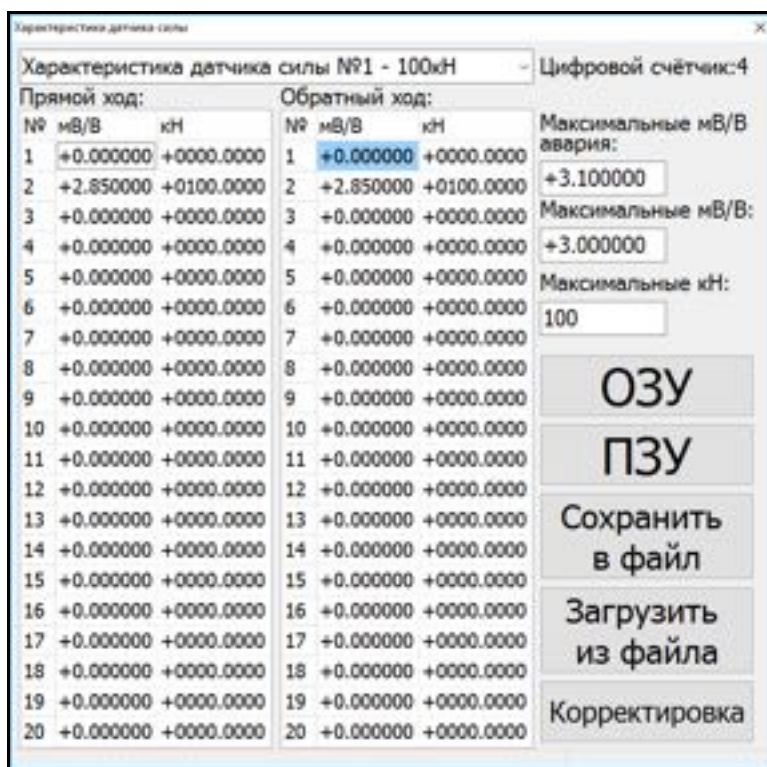 Характеристика датчика силы
Характеристика датчика силы №1 - 100кН
Цифровой счётчик:4
Прямой ход:
№ мВ/В кН
1 +0.000000 +0000.0000
2 +2.850000 +0100.0000
3 +0.000000 +0000.0000
4 +0.000000 +0000.0000
5 +0.000000 +0000.0000
6 +0.000000 +0000.0000
7 +0.000000 +0000.0000
8 +0.000000 +0000.0000
9 +0.000000 +0000.0000
10 +0.000000 +0000.0000
11 +0.000000 +0000.0000
12 +0.000000 +0000.0000
13 +0.000000 +0000.0000
14 +0.000000 +0000.0000
15 +0.000000 +0000.0000
16 +0.000000 +0000.0000
17 +0.000000 +0000.0000
18 +0.000000 +0000.0000
19 +0.000000 +0000.0000
20 +0.000000 +0000.0000
Обратный ход:
№ мВ/В кН
1 +0.000000 +0000.0000
2 +2.850000 +0100.0000
3 +0.000000 +0000.0000
4 +0.000000 +0000.0000
5 +0.000000 +0000.0000
6 +0.000000 +0000.0000
7 +0.000000 +0000.0000
8 +0.000000 +0000.0000
9 +0.000000 +0000.0000
10 +0.000000 +0000.0000
11 +0.000000 +0000.0000
12 +0.000000 +0000.0000
13 +0.000000 +0000.0000
14 +0.000000 +0000.0000
15 +0.000000 +0000.0000
16 +0.000000 +0000.0000
17 +0.000000 +0000.0000
18 +0.000000 +0000.0000
19 +0.000000 +0000.0000
20 +0.000000 +0000.0000
Максимальные мВ/В
авария:
+3.100000
Максимальные мВ/В:
+3.000000
Максимальные кН:
100
ОЗУ
ПЗУ
Сохранить
в файл
Загрузить
из файла
Корректировка